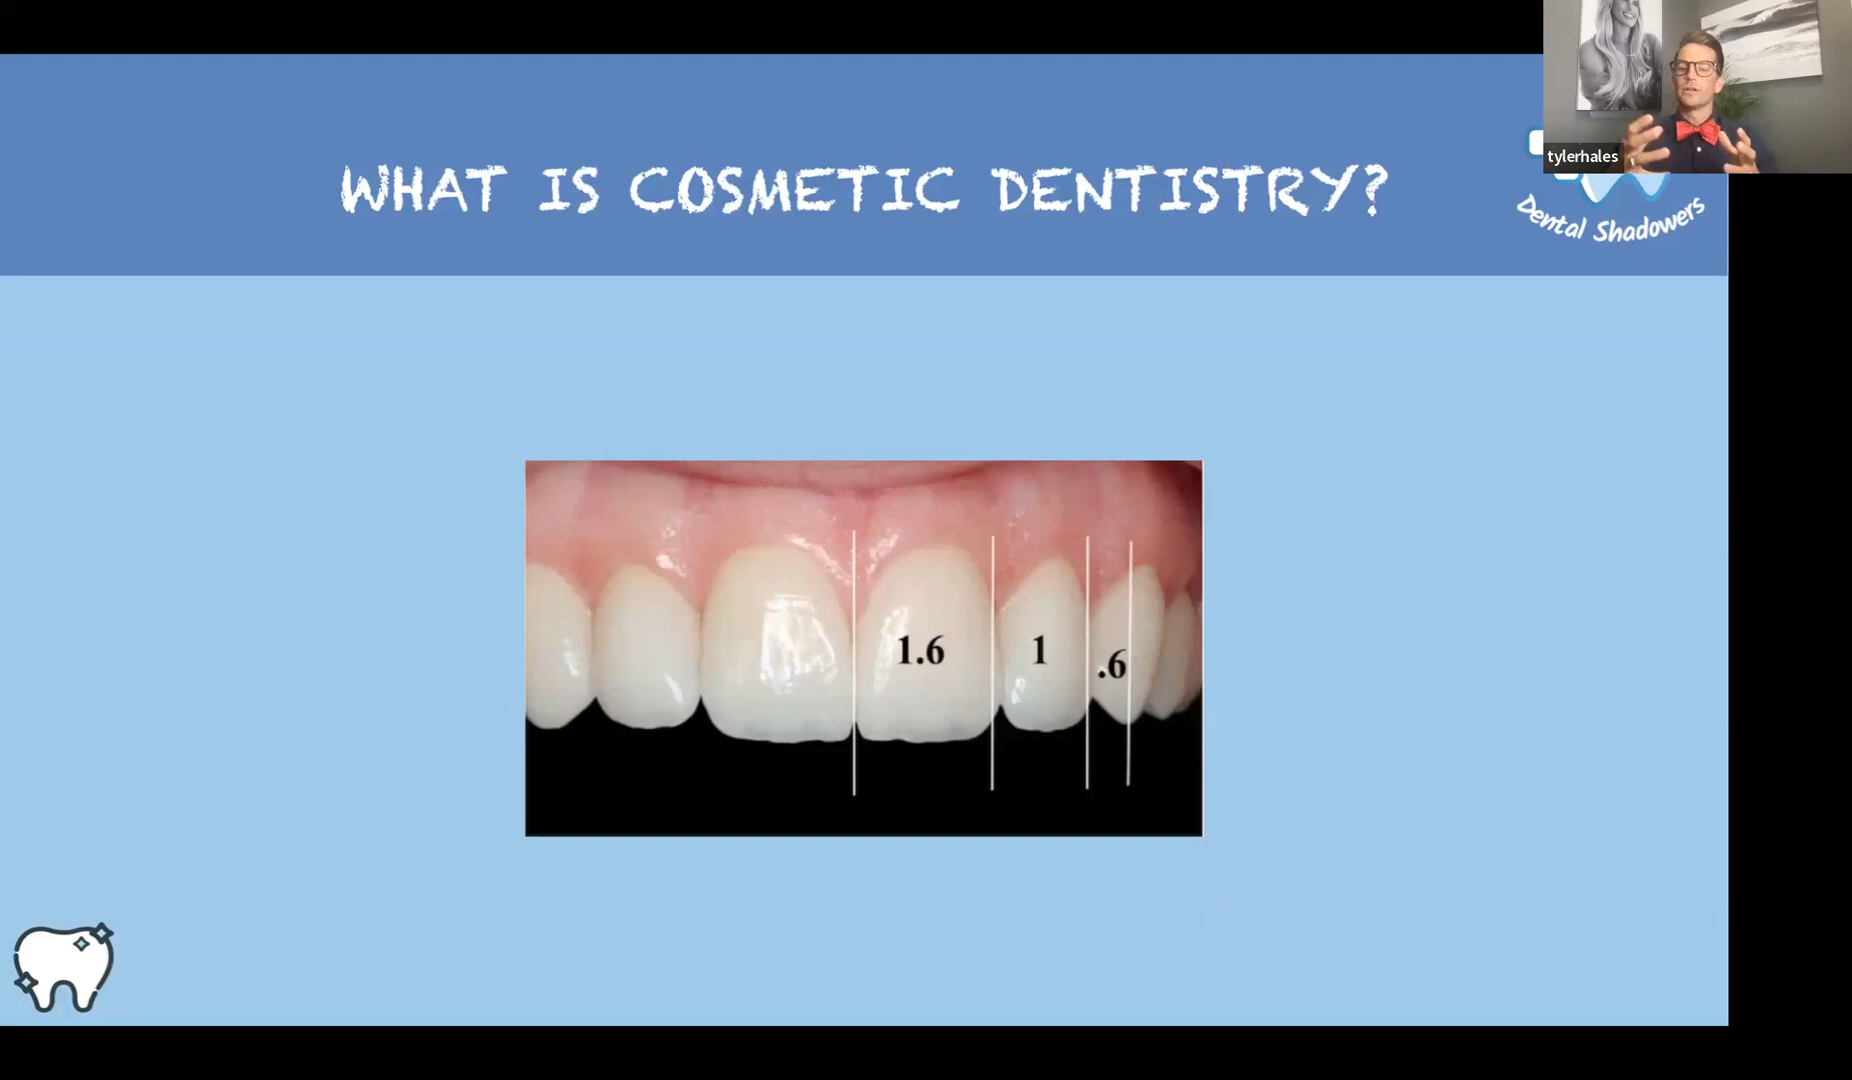 WHAT IS COSMETIC DENTISTRY?
tylerhales
Dental Shadowers
1.6
1
.6